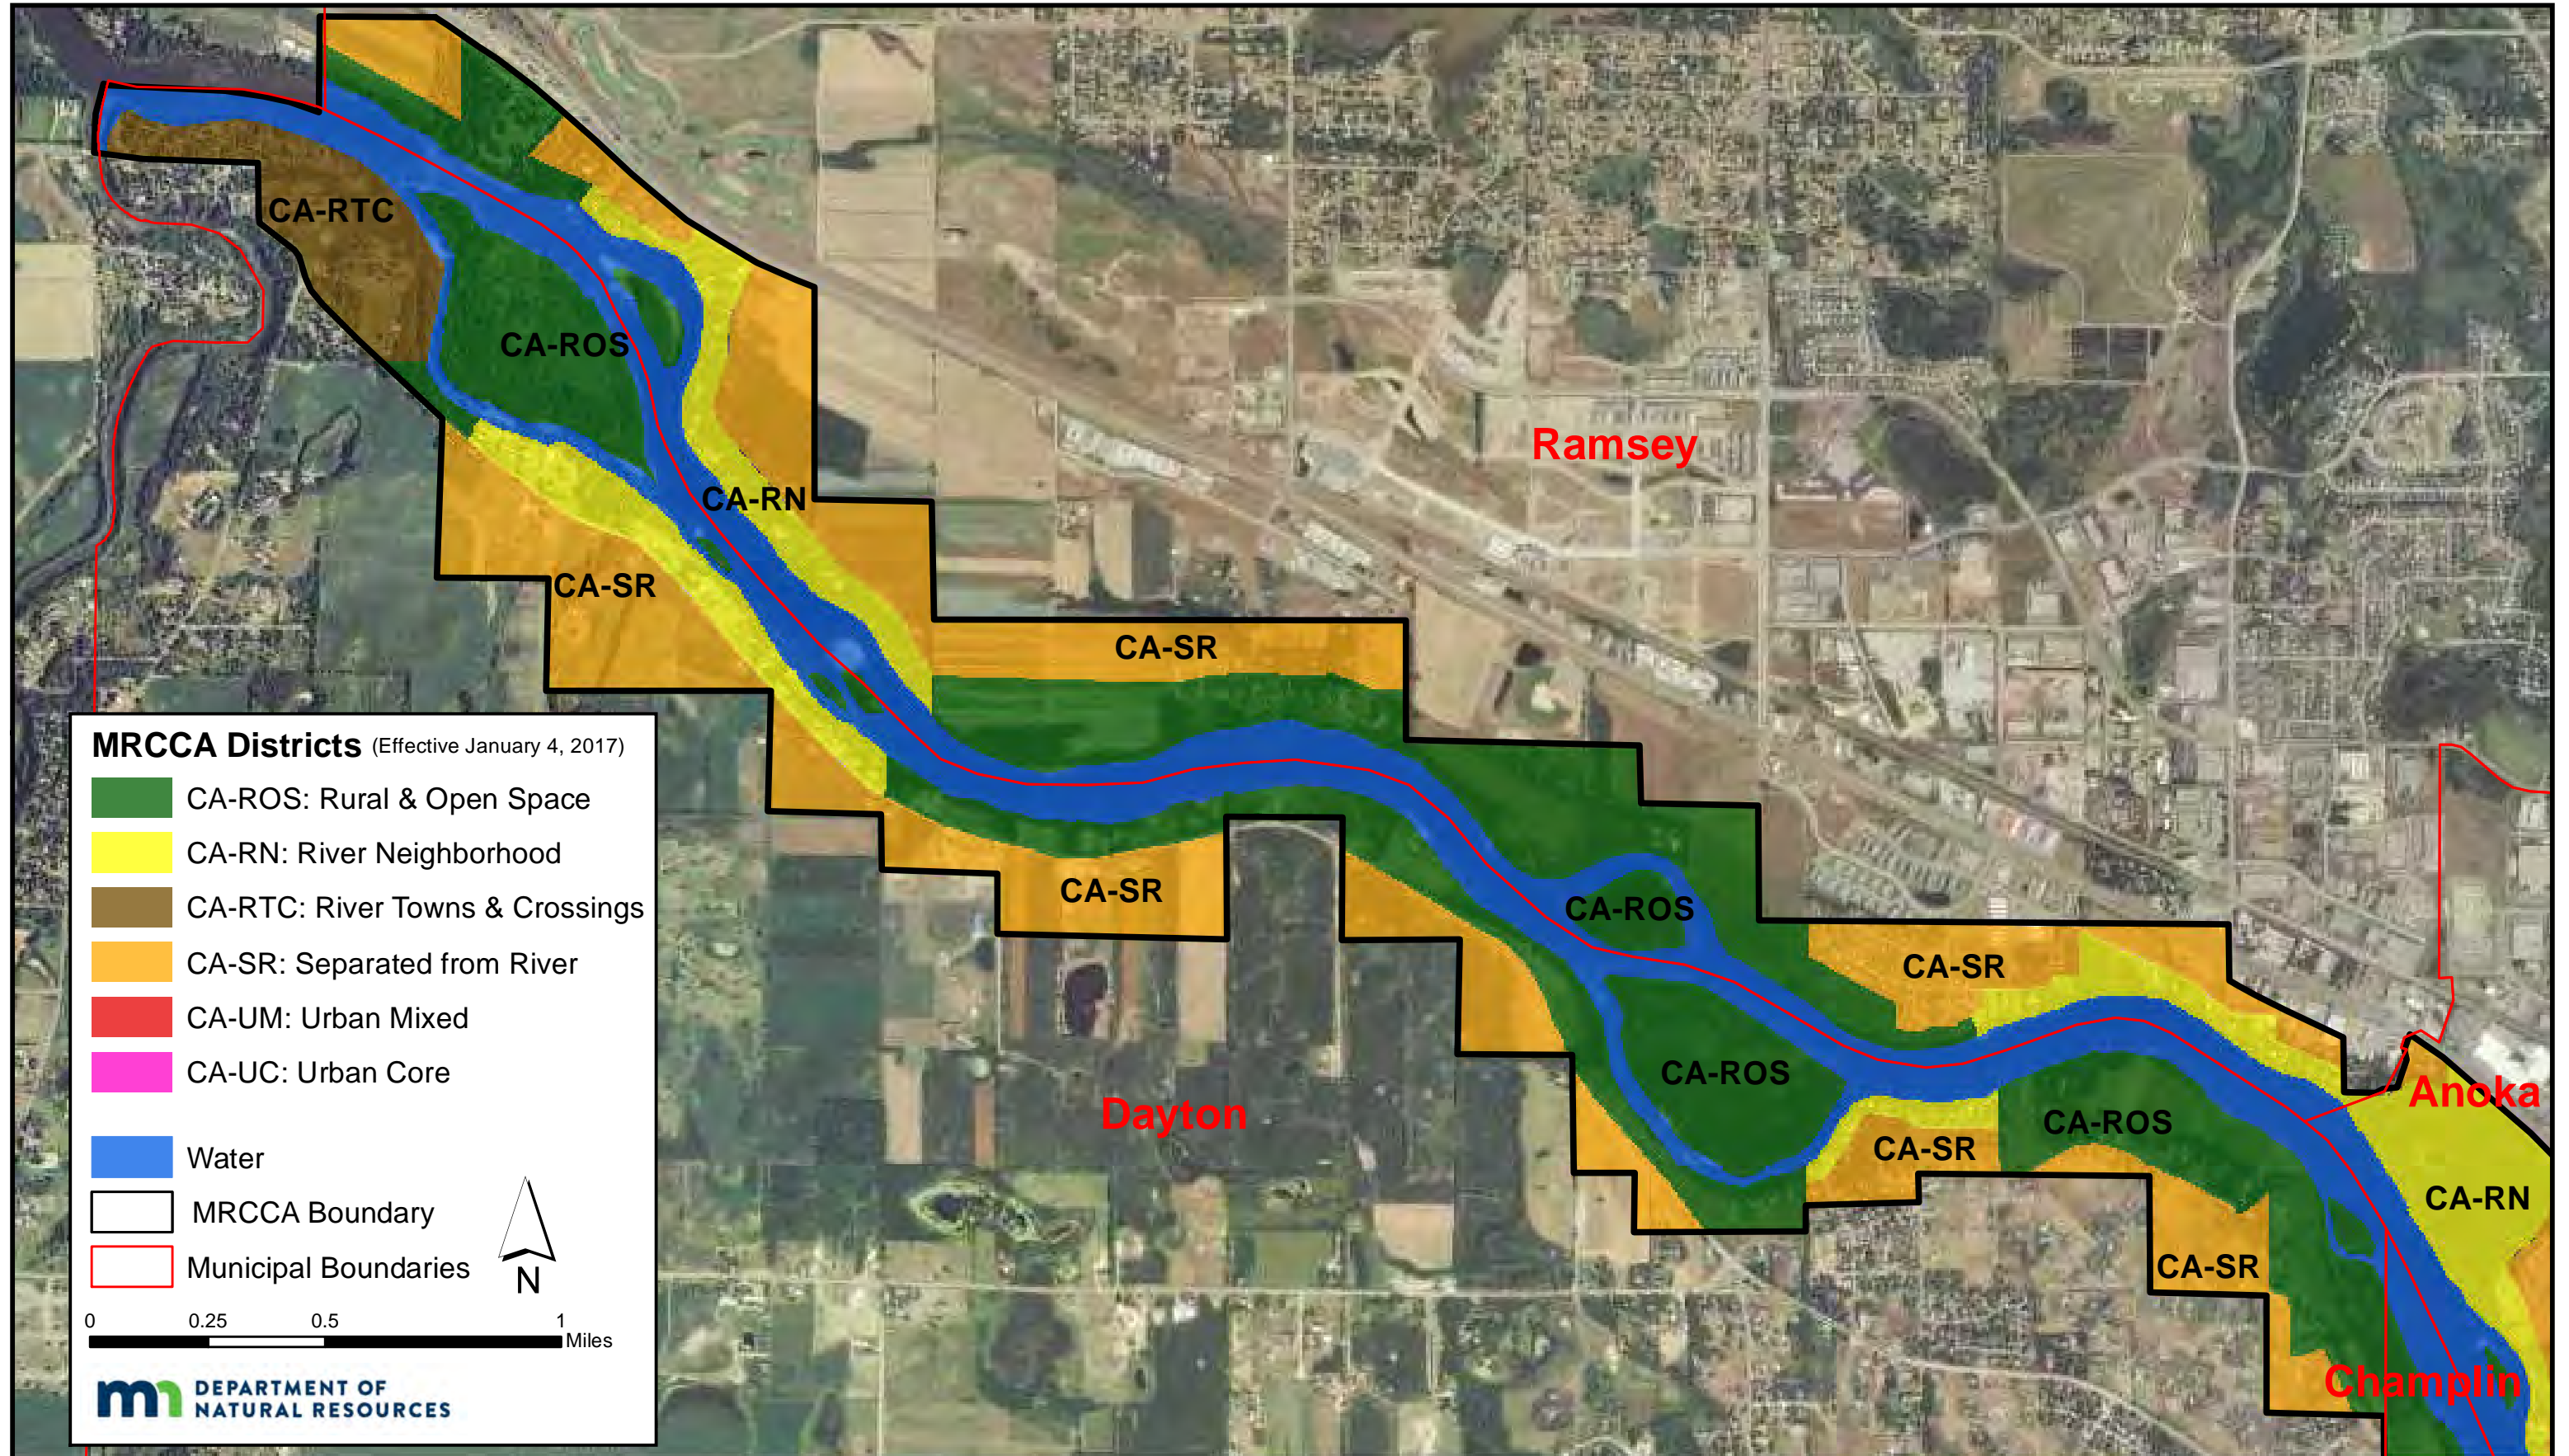 CA-RTC
CA-ROS
Ramsey
CA-RN
CA-SR
CA-SR
CA-SR
CA-ROS
CA-SR
CA-ROS
Dayton
Anoka
CA-ROS
CA-SR
CA-RN
CA-SR
Champlin
MRCCA Districts (Effective January 4, 2017)
CA-ROS: Rural & Open Space
CA-RN: River Neighborhood
CA-RTC: River Towns & Crossings
CA-SR: Separated from River
CA-UM: Urban Mixed
CA-UC: Urban Core
Water
MRCCA Boundary
Municipal Boundaries
N
0 0.25 0.5 1
Miles
mn DEPARTMENT OF
NATURAL RESOURCES